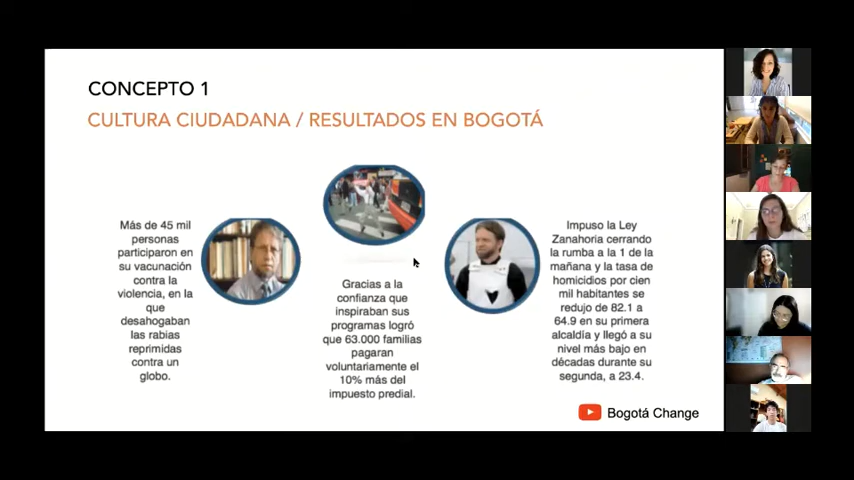 CONCEPTO 1
CULTURA CIUDADANA / RESULTADOS EN BOGOTÁ
Más de 45 mil
personas
participaron en
su vacunación
contra la
violencia, en la
que
desahogaban
las rabias
reprimidas
contra un
globo.
Gracias a la
confianza que
inspiraban sus
programas logró
que 63.000 familias
pagaran
voluntariamente el
10% más del
impuesto predial.
Impuso la Ley
Zanahoria cerrando
la rumba a la 1 de la
mañana y la tasa de
homicidios por cien
mil habitantes se
redujo de 82.1 a
64.9 en su primera
alcaldía y llegó a su
nivel más bajo en
décadas durante su
segunda, a 23.4.
Bogotá Change